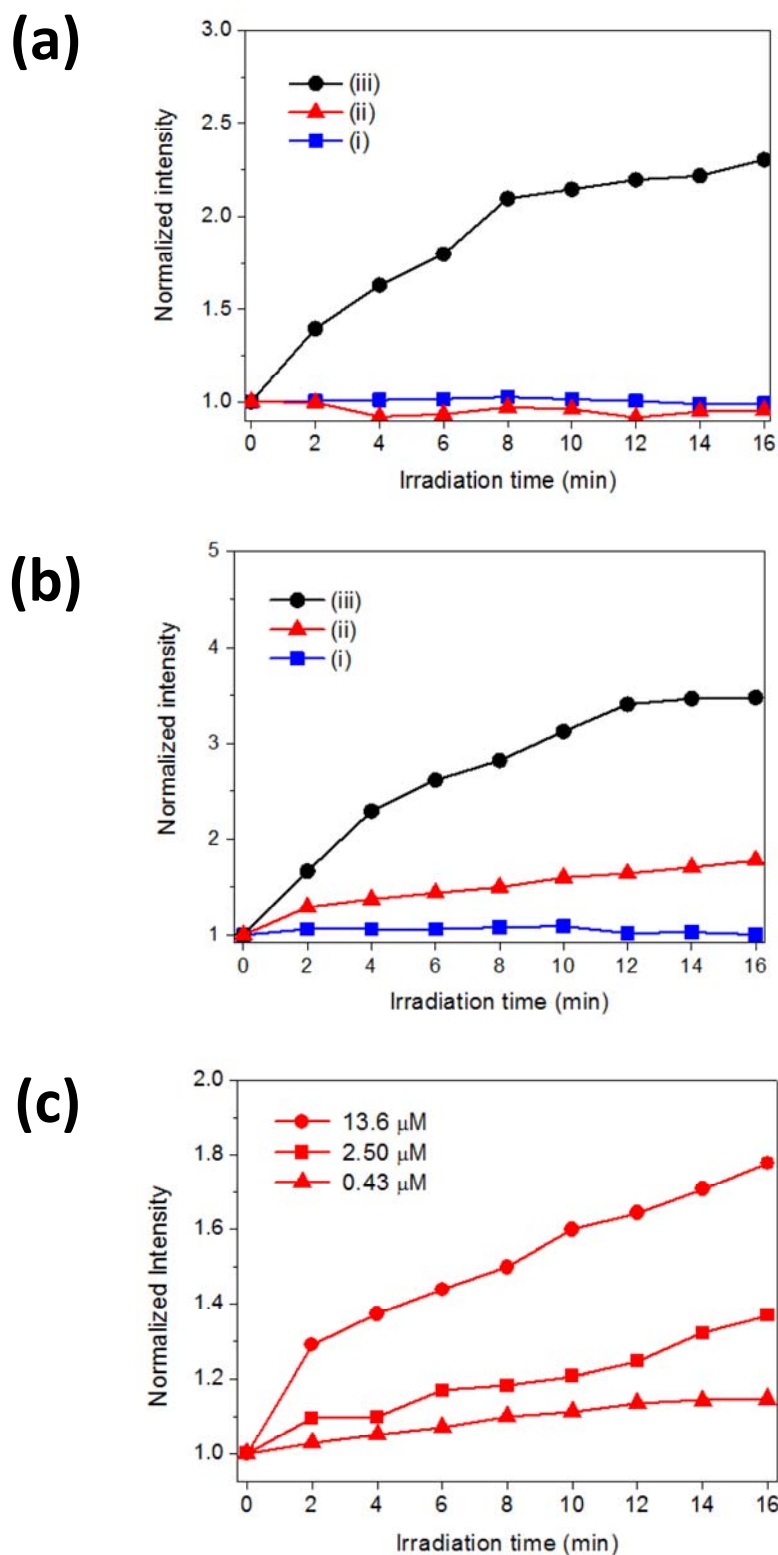 (a)
3.0
2.5
2.0
1.5
1.0
Normalized intensity
(iii)
(ii)
(i)
0 2 4 6 8 10 12 14 16
Irradiation time (min)
(b)
5
4
3
2
1
Normalized intensity
(iii)
(ii)
(i)
0 2 4 6 8 10 12 14 16
Irradiation time (min)
(c)
2.0
1.8
1.6
1.4
1.2
1.0
Normalized Intensity
13.6 μM
2.50 μM
0.43 μM
0 2 4 6 8 10 12 14 16
Irradiation time (min)